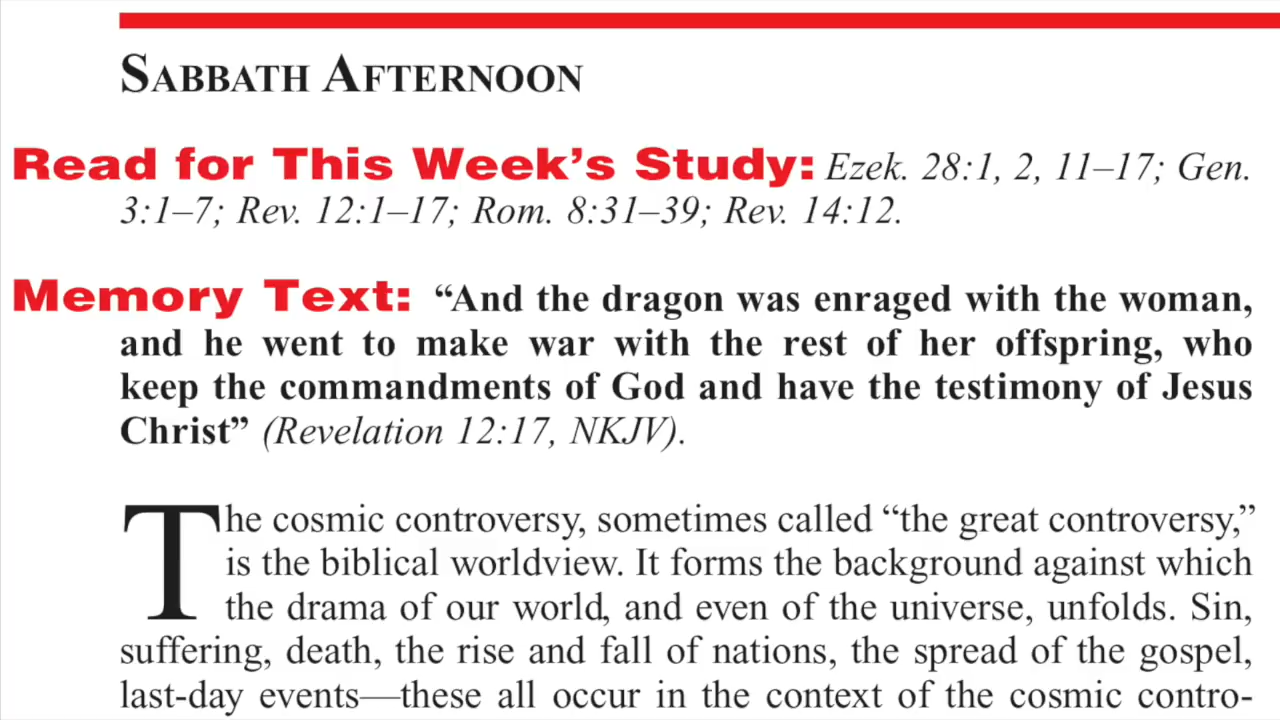 SABBATH AFTERNOON
Read for This Week’s Study: Ezek. 28:1, 2, 11–17; Gen.
3:1–7; Rev. 12:1–17; Rom. 8:31–39; Rev. 14:12.
Memory Text: “And the dragon was enraged with the woman,
and he went to make war with the rest of her offspring, who
keep the commandments of God and have the testimony of Jesus
Christ” (Revelation 12:17, NKJV).
The cosmic controversy, sometimes called “the great controversy,”
is the biblical worldview. It forms the background against which
the drama of our world, and even of the universe, unfolds. Sin,
suffering, death, the rise and fall of nations, the spread of the gospel,
last-day events—these all occur in the context of the cosmic contro-